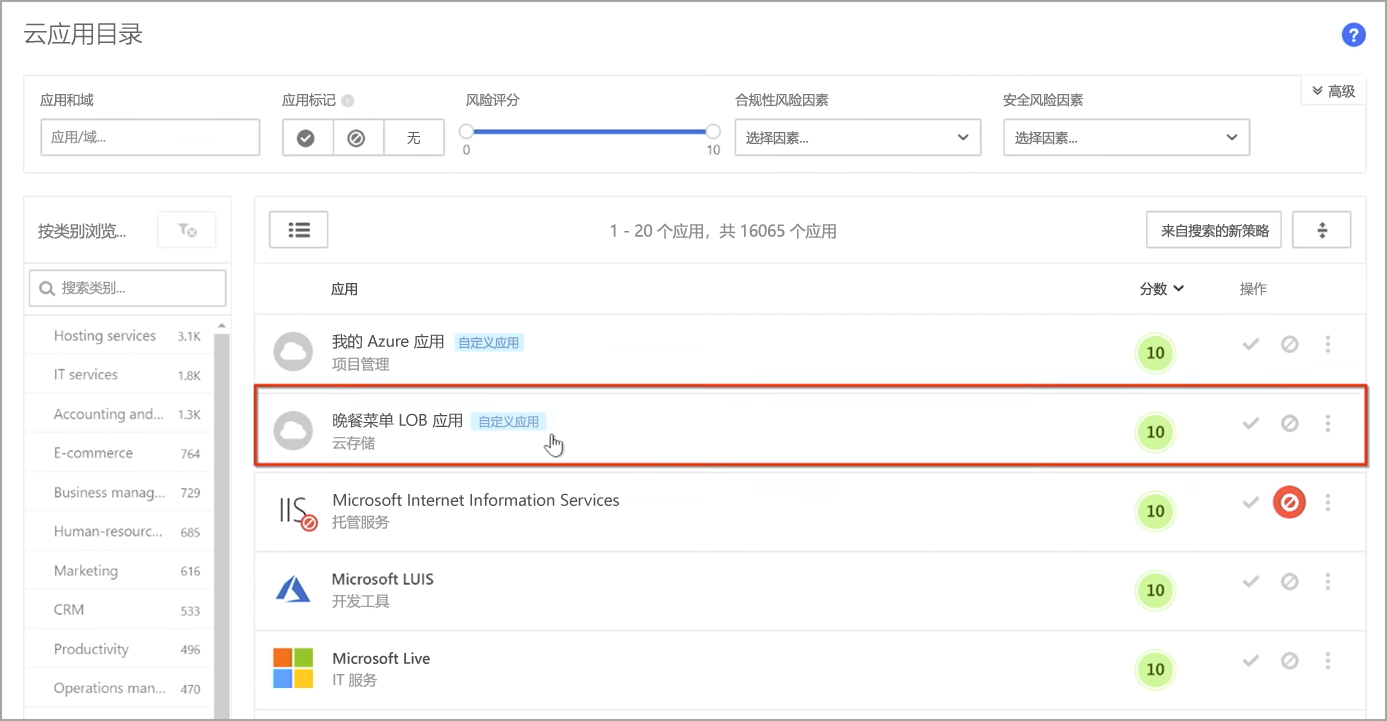 云应用目录
?
应用和域
应用标记
风险评分
合规性风险因素
安全风险因素
高级
应用/域...
无
0
10
选择因素...
选择因素...
按类别浏览...
1 - 20 个应用，共 16065 个应用
来自搜索的新策略
搜索类别...
应用
分数
操作
Hosting services 3.1K
IT services 1.8K
Accounting and... 1.3K
E-commerce 764
Business manag... 729
Human-resourc... 685
Marketing 616
CRM 533
Productivity 496
Operations man... 470
我的 Azure 应用 自定义应用
项目管理
10
晚餐菜单 LOB 应用 自定义应用
云存储
10
IIS
Microsoft Internet Information Services
托管服务
10
Microsoft LUIS
开发工具
10
Microsoft Live
IT 服务
10